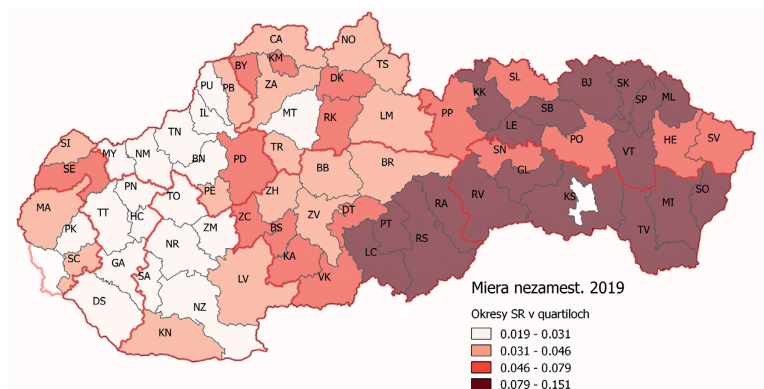 CA
NO
KM
BY
TS
PU
PB
ZA
DK
IL
MT
RK
LM
PP
KK
SL
BJ
SK
SP
ML
SB
LE
SN
PO
VT
HE
SV
TN
SI
MY
NM
BN
PD
TR
SE
PN
TO
PE
ZH
BB
BR
GL
MA
TT
HC
ZM
ZC
BS
ZV
DT
PT
RA
RV
KS
MI
SO
PK
NR
KA
LC
RS
TV
SC
GA
SA
LV
VK
DS
NZ
KN
Miera nezamest. 2019
Okresy SR v quartiloch
0.019 - 0.031
0.031 - 0.046
0.046 - 0.079
0.079 - 0.151